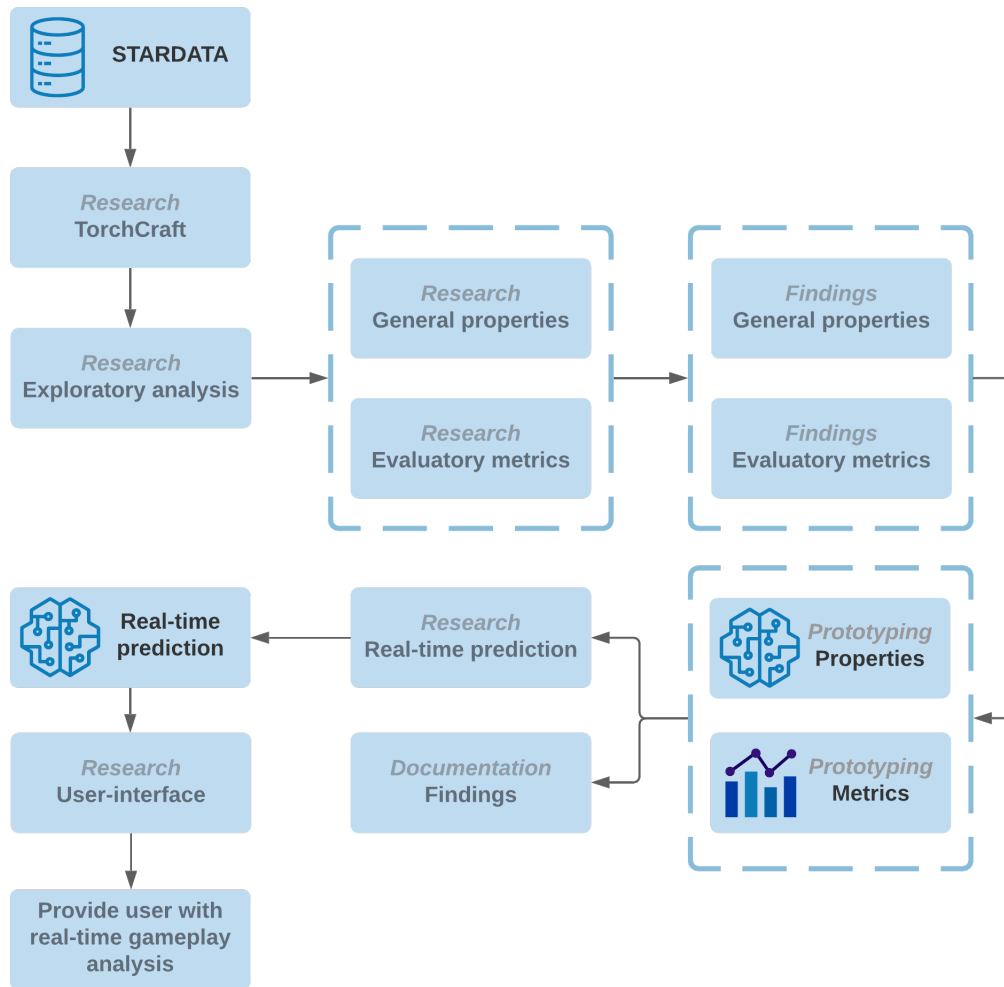 STARDATA
Research
TorchCraft
Research
Exploratory analysis
Research
General properties
Research
Evaluatory metrics
Findings
General properties
Findings
Evaluatory metrics
Prototyping
Properties
Prototyping
Metrics
Research
Real-time prediction
Documentation
Findings
Real-time
prediction
Research
User-interface
Provide user with
real-time gameplay
analysis